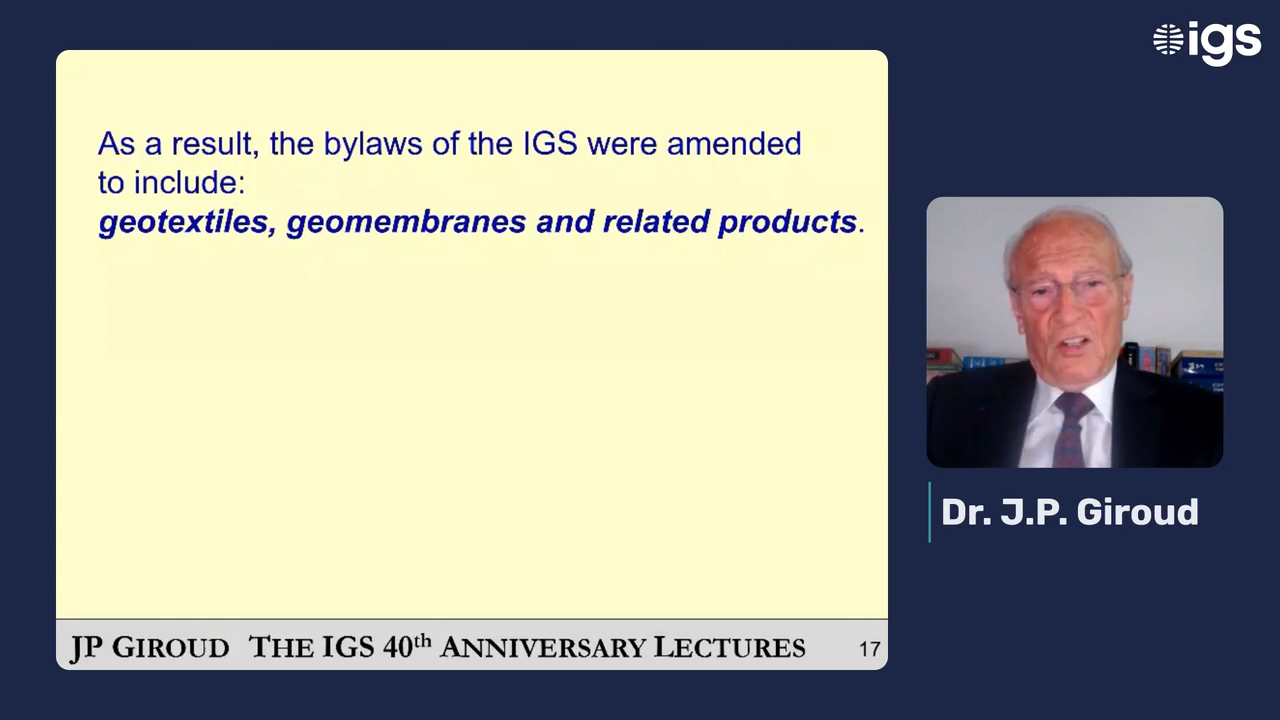 igs
As a result, the bylaws of the IGS were amended
to include:
geotextiles, geomembranes and related products.
Dr. J.P. Giroud
JP GIROUD THE IGS 40th ANNIVERSARY LECTURES 17